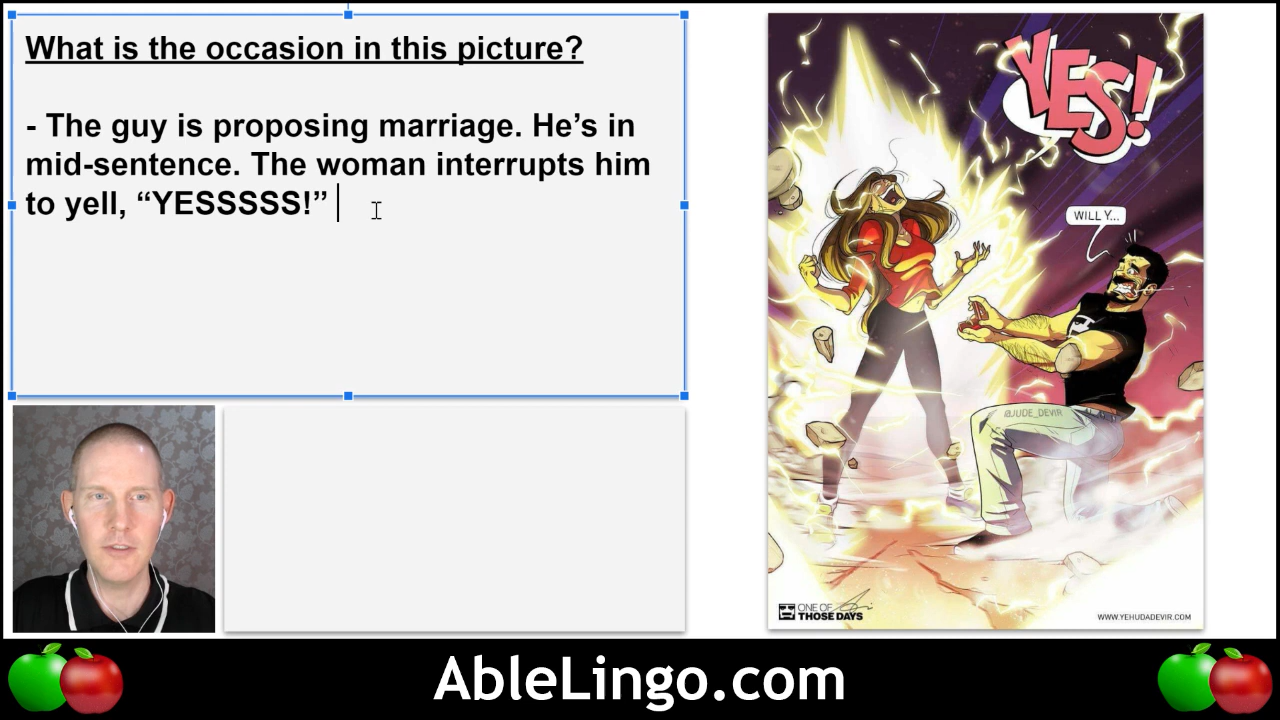 What is the occasion in this picture?
- The guy is proposing marriage. He’s in
mid-sentence. The woman interrupts him
to yell, “YESSSSS!”
YES!
WILL Y...
@JUDE_DEVIR
ONE OF
THOSE DAYS
WWW.YEHUDADEVIR.COM
AbleLingo.com